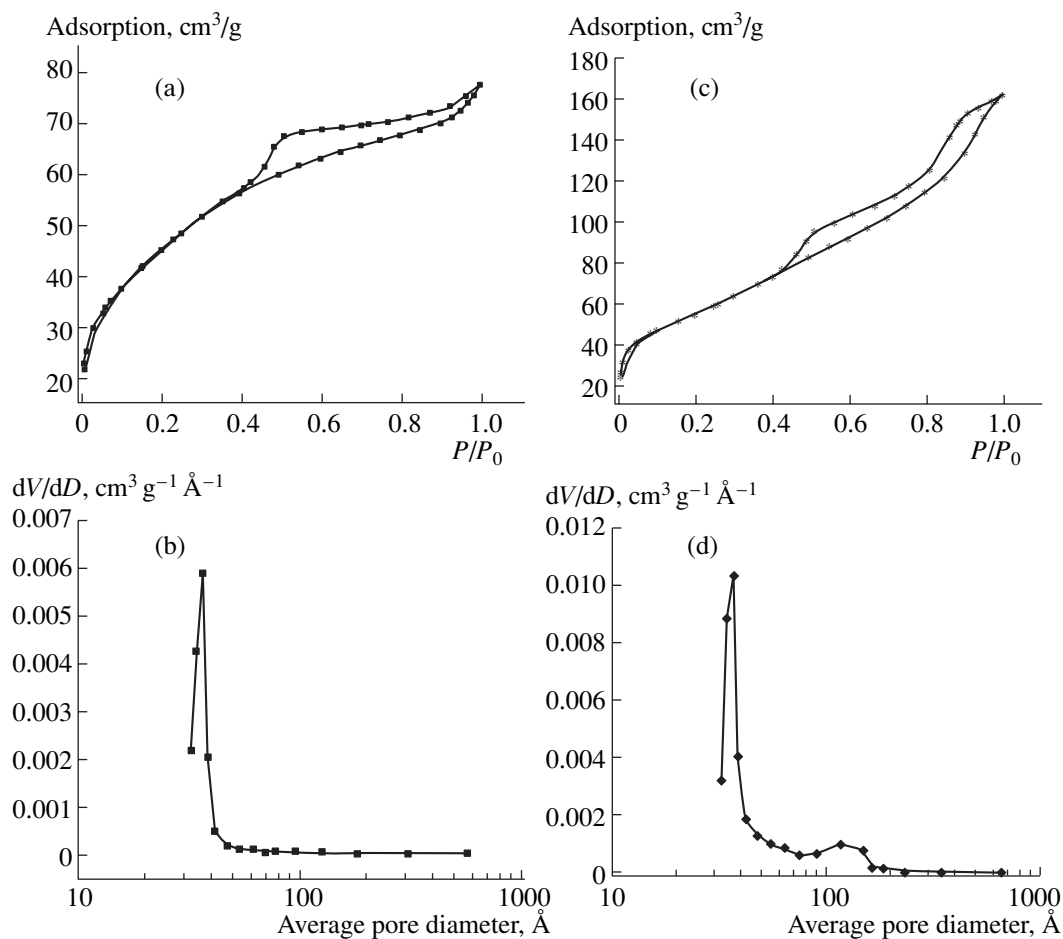 Adsorption, cm³/g
(a)
80
70
60
50
40
30
20
0 0.2 0.4 0.6 0.8 1.0
P/P₀
Adsorption, cm³/g
(c)
180
160
140
120
100
80
60
40
20
0 0.2 0.4 0.6 0.8 1.0
P/P₀
dV/dD, cm³ g⁻¹ Å⁻¹
(b)
0.007
0.006
0.005
0.004
0.003
0.002
0.001
0
10 100 1000
Average pore diameter, Å
dV/dD, cm³ g⁻¹ Å⁻¹
(d)
0.012
0.010
0.008
0.006
0.004
0.002
0
10 100 1000
Average pore diameter, Å